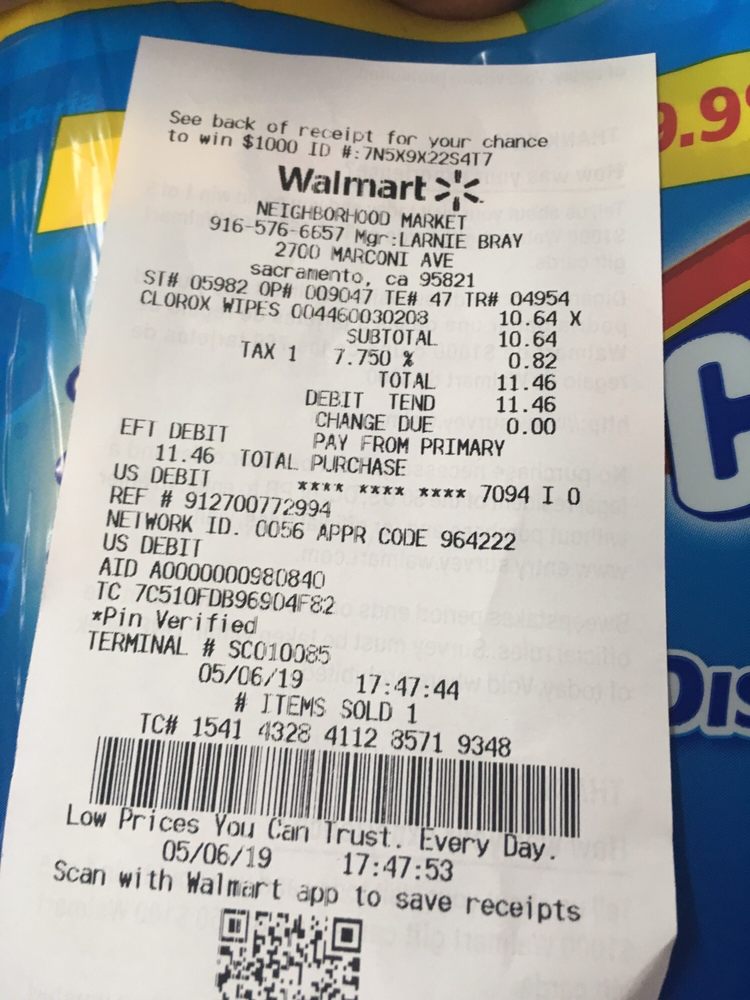 See back of receipt for your chance
to win $1000 ID #:7N5X9X22S4T7
Walmart
NEIGHBORHOOD MARKET
916-576-6657 Mgr:LARNIE BRAY
2700 MARCONI AVE
sacramento, ca 95821
ST# 05982 OP# 009047 TE# 47 TR# 04954
CLOROX WIPES 004460030208 10.64 X
SUBTOTAL 10.64
TAX 1 7.750 % 0.82
TOTAL 11.46
DEBIT TEND 11.46
CHANGE DUE 0.00
EFT DEBIT PAY FROM PRIMARY
11.46 TOTAL PURCHASE
US DEBIT **** **** **** 7094 I 0
REF # 912700772994
NETWORK ID. 0056 APPR CODE 964222
US DEBIT
AID A0000000980840
TC 7C510FDB96904F82
*Pin Verified
TERMINAL # SC010085
05/06/19 17:47:44
# ITEMS SOLD 1
TC# 1541 4328 4112 8571 9348
Low Prices You Can Trust. Every Day.
05/06/19 17:47:53
Scan with Walmart app to save receipts